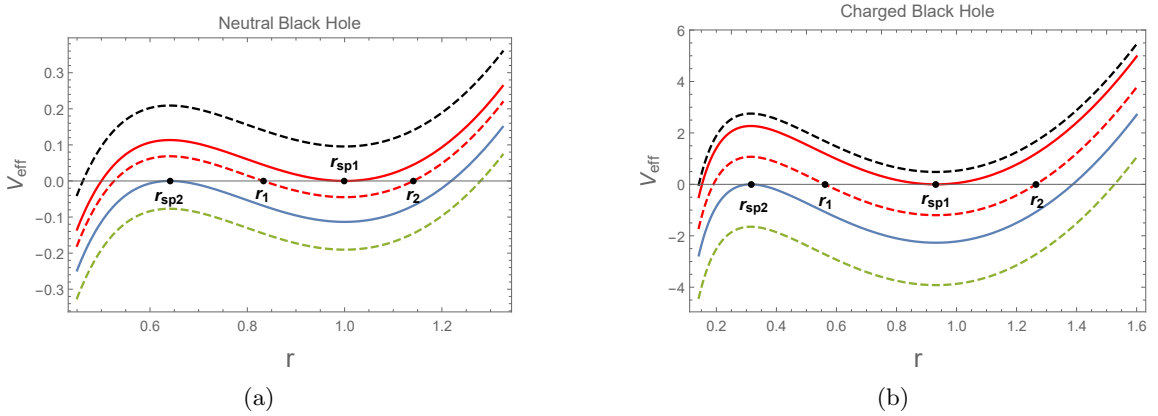 Neutral Black Hole
0.3
0.2
0.1
0.0
−0.1
−0.2
−0.3
V_eff
r_sp1
r_sp2
r_1
r_2
0.6
0.8
1.0
1.2
r
(a)
Charged Black Hole
6
4
2
0
−2
−4
V_eff
r_sp2
r_1
r_sp1
r_2
0.2
0.4
0.6
0.8
1.0
1.2
1.4
1.6
r
(b)